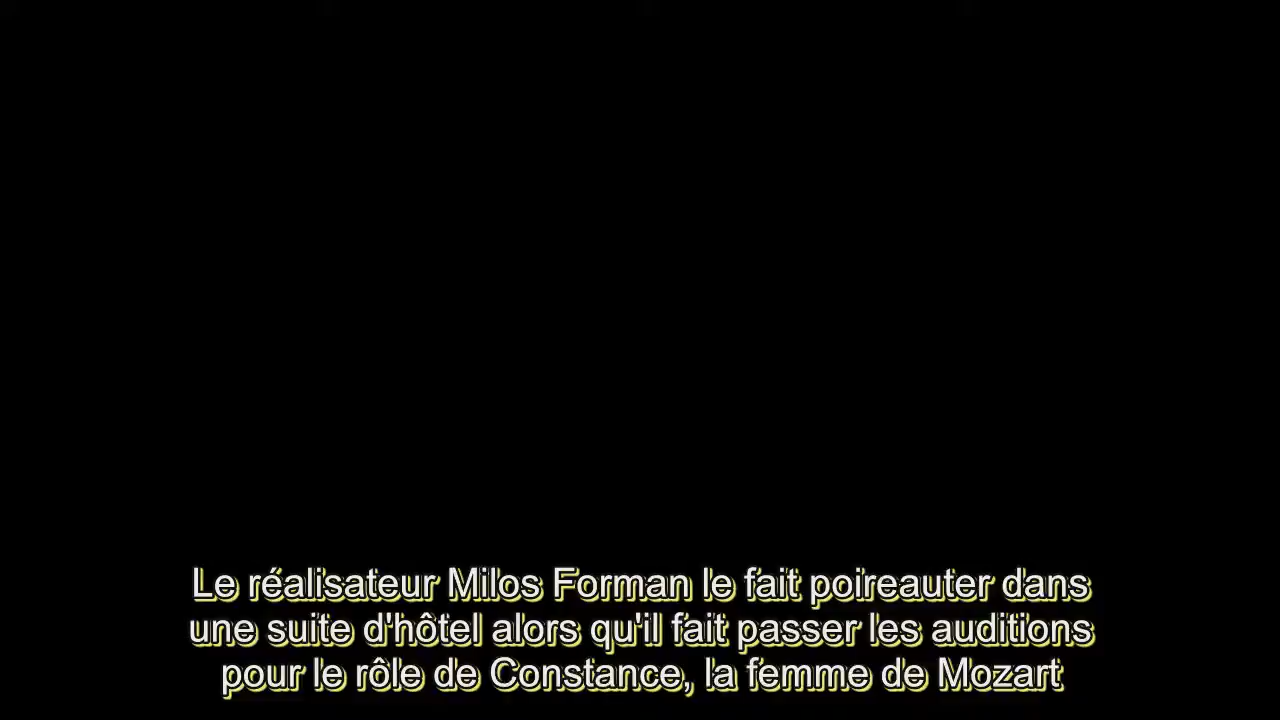 Le réalisateur Milos Forman le fait poireauter dans
une suite d'hôtel alors qu'il fait passer les auditions
pour le rôle de Constance, la femme de Mozart